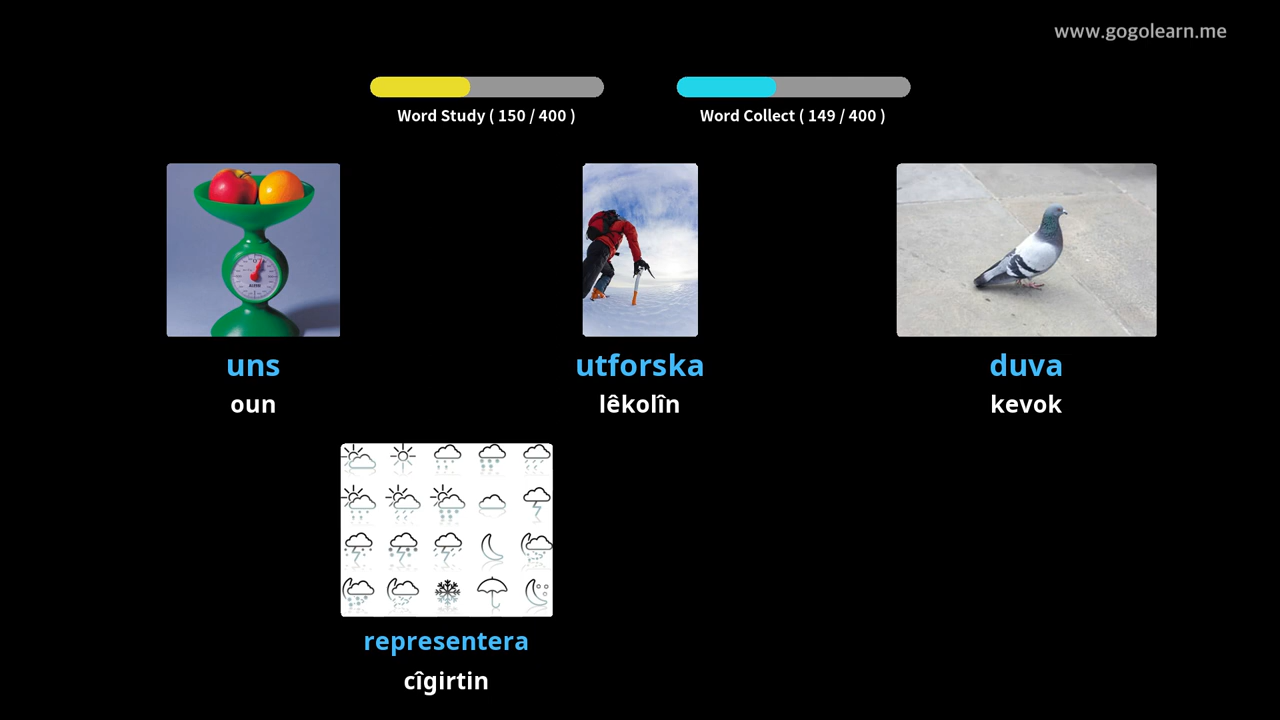 www.gogolearn.me
Word Study ( 150 / 400 )
Word Collect ( 149 / 400 )
uns
oun
utforska
lêkolîn
duva
kevok
representera
cîgirtin